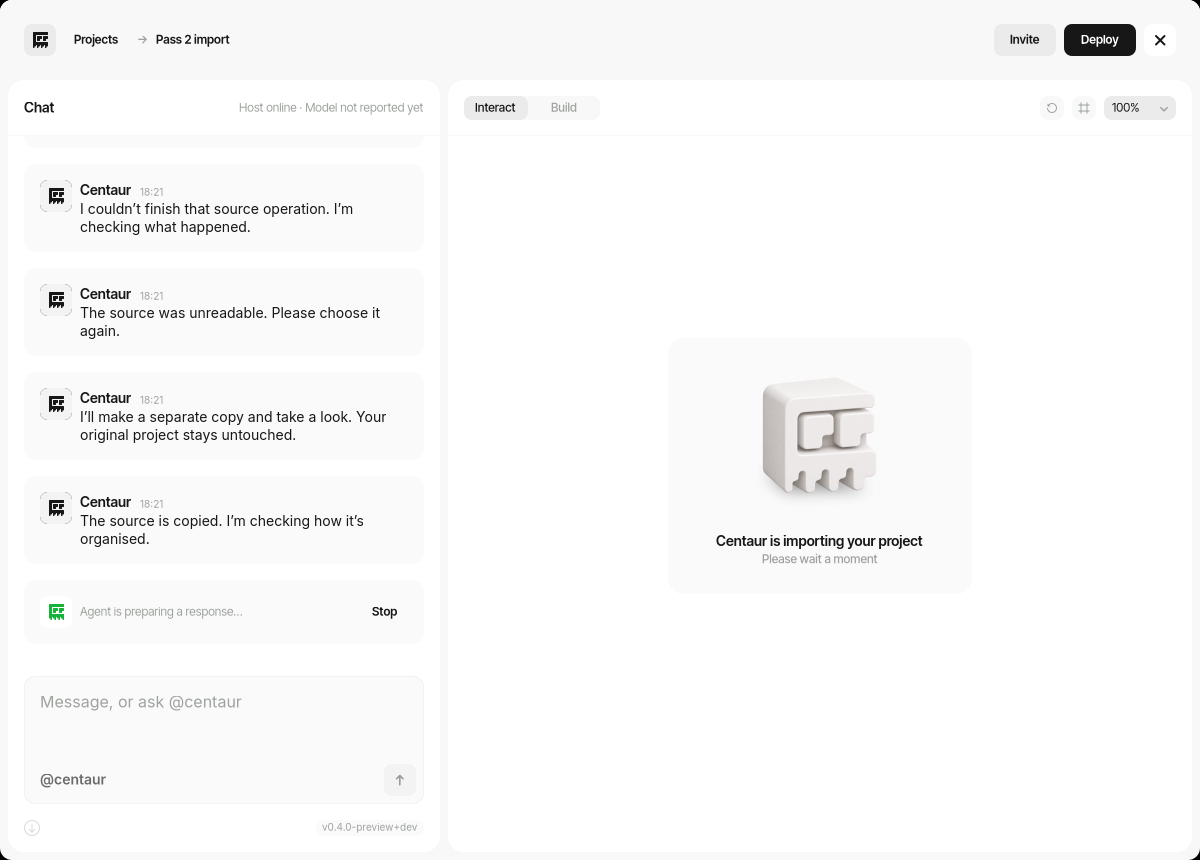 Projects → Pass 2 import
Invite
Deploy
Chat
Host online · Model not reported yet
Centaur 18:21
I couldn’t finish that source operation. I’m
checking what happened.
Centaur 18:21
The source was unreadable. Please choose it
again.
Centaur 18:21
I’ll make a separate copy and take a look. Your
original project stays untouched.
Centaur 18:21
The source is copied. I’m checking how it’s
organised.
Agent is preparing a response...
Stop
Message, or ask @centaur
@centaur
v0.4.0-preview+dev
Interact
Build
100%
Centaur is importing your project
Please wait a moment